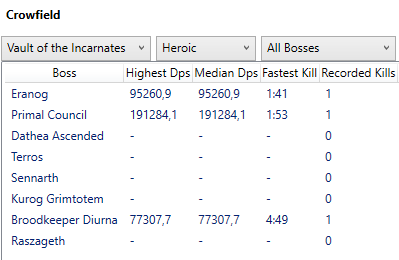 Crowfield
Vault of the Incarnates Heroic All Bosses
Boss Highest Dps Median Dps Fastest Kill Recorded Kills
Eranog 95260,9 95260,9 1:41 1
Primal Council 191284,1 191284,1 1:53 1
Dathea Ascended - - - 0
Terros - - - 0
Sennarth - - - 0
Kurog Grimtotem - - - 0
Broodkeeper Diurna 77307,7 77307,7 4:49 1
Raszageth - - - 0